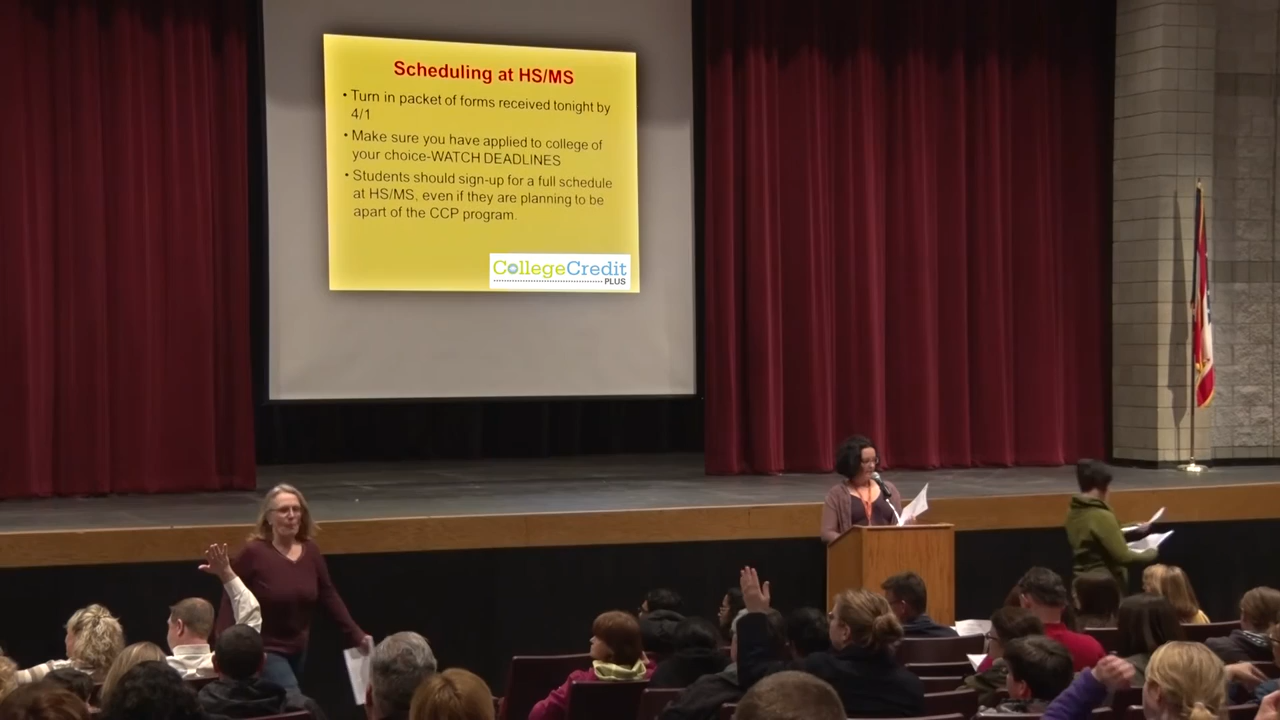 Scheduling at HS/MS
• Turn in packet of forms received tonight by
4/1
• Make sure you have applied to college of
your choice-WATCH DEADLINES
• Students should sign-up for a full schedule
at HS/MS, even if they are planning to be
apart of the CCP program.
CollegeCredit
PLUS